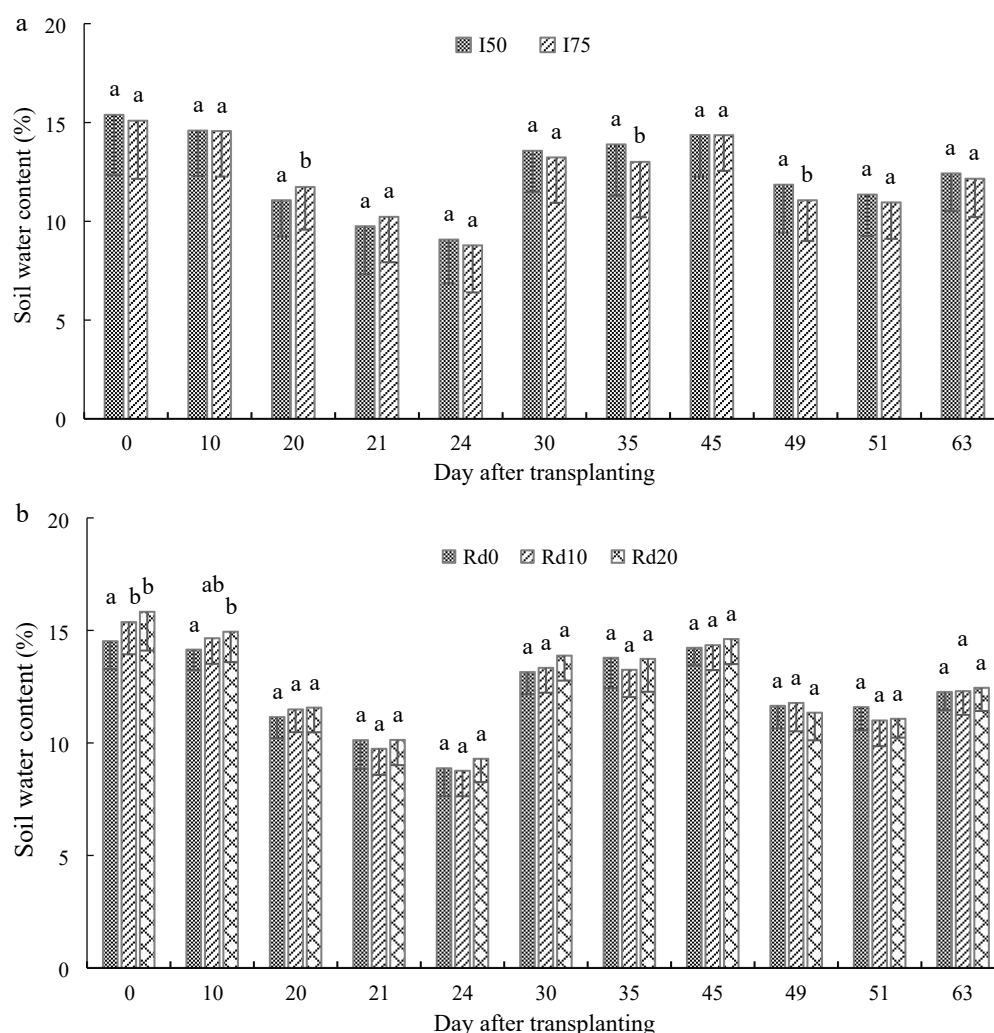 a
20
15
10
5
0
Soil water content (%)
I50 I75
a a a a a b a a a a a a a b a a a b a a a a
0 10 20 21 24 30 35 45 49 51 63
Day after transplanting
b
20
15
10
5
0
Soil water content (%)
Rd0 Rd10 Rd20
a b b a ab b a a a a a a a a a a a a a a a a a a a a a a a a a a a
0 10 20 21 24 30 35 45 49 51 63
Day after transplanting